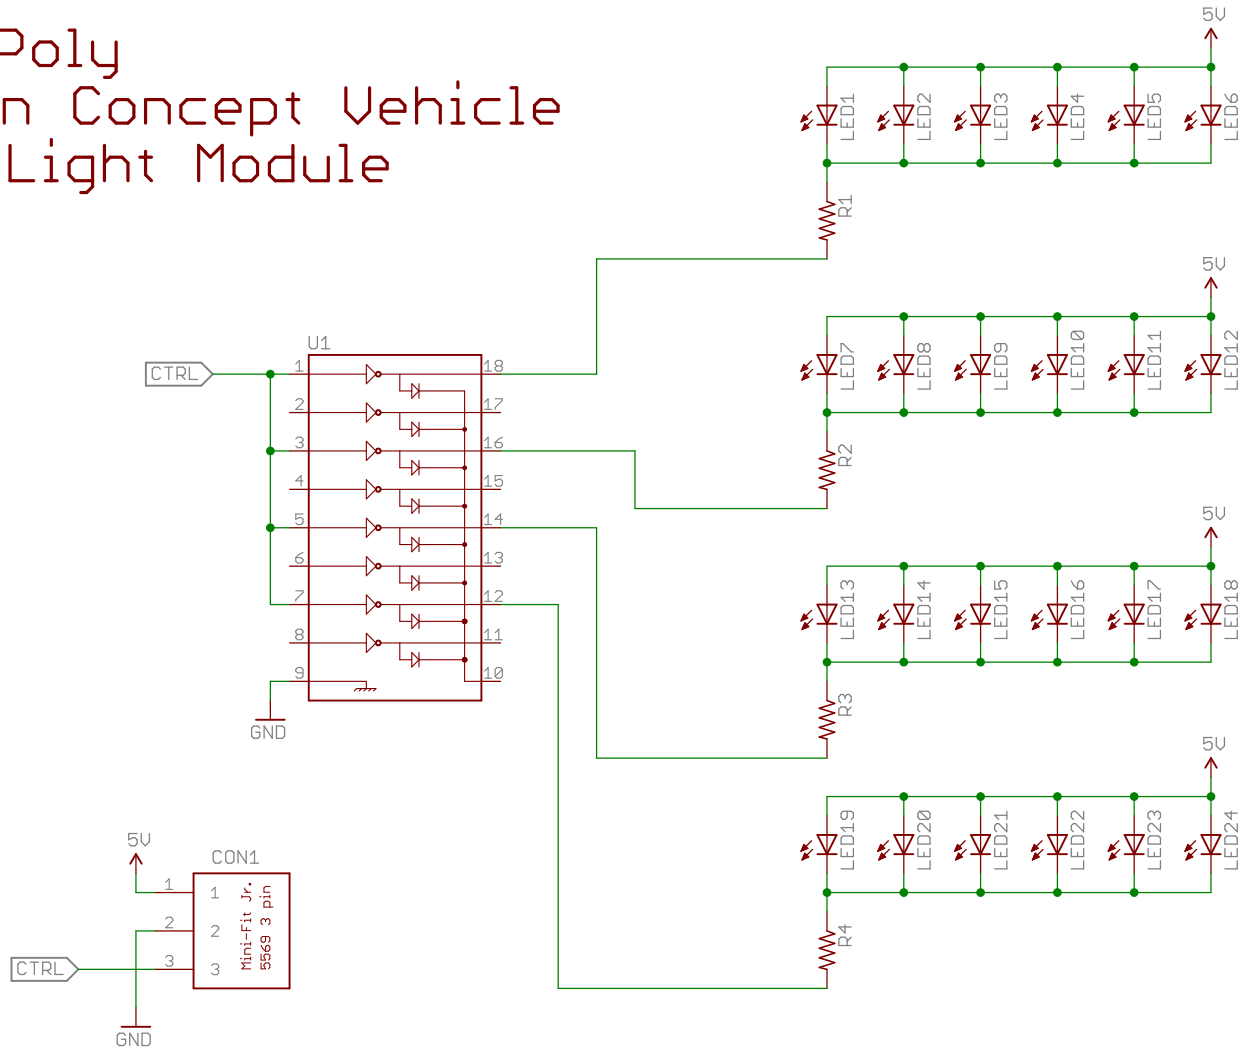 Poly
n Concept Vehicle
Light Module
5V
LED1
LED2
LED3
LED4
LED5
LED6
R1
5V
LED7
LED8
LED9
LED10
LED11
LED12
R2
5V
LED13
LED14
LED15
LED16
LED17
LED18
R3
5V
LED19
LED20
LED21
LED22
LED23
LED24
R4
U1
CTRL
1 18
2 17
3 16
4 15
5 14
6 13
7 12
8 11
9 10
GND
5V
CON1
1 1
2 2
3 3
Mini-Fit Jr.
5569 3 pin
CTRL
GND